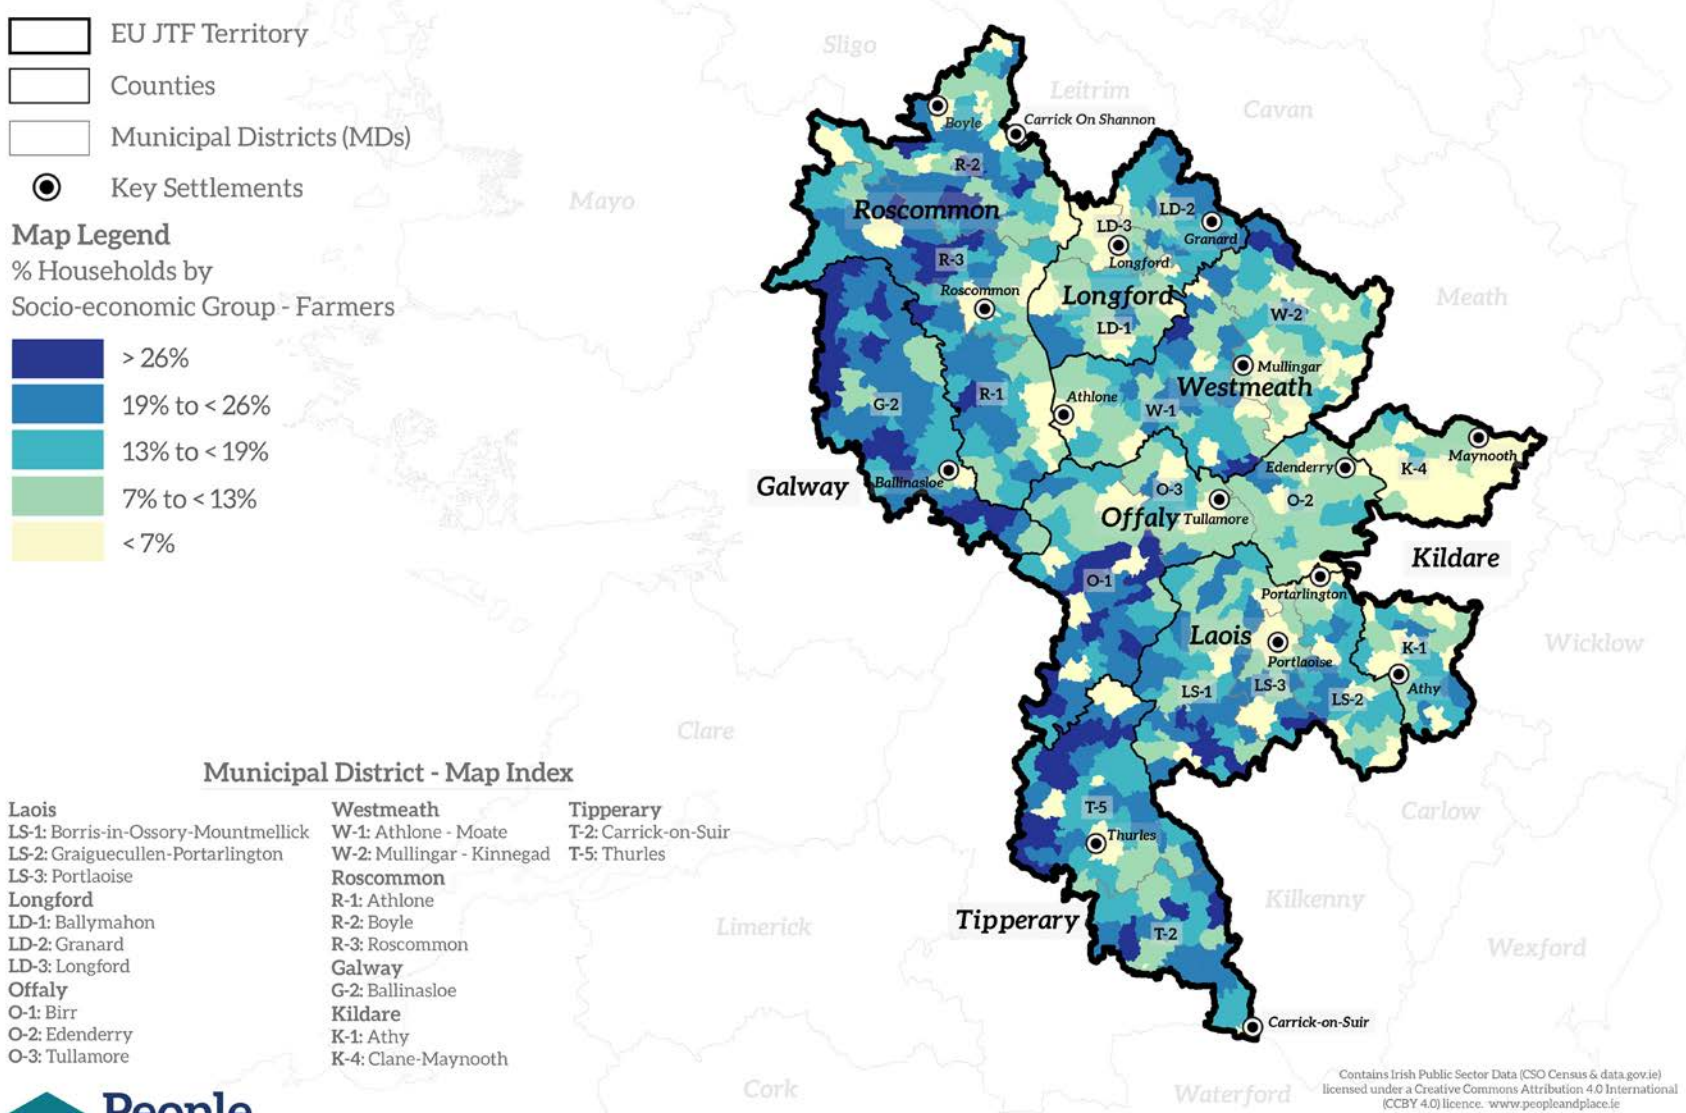 EU JTF Territory
Counties
Municipal Districts (MDs)
Key Settlements
Map Legend
% Households by
Socio-economic Group - Farmers
> 26%
19% to < 26%
13% to < 19%
7% to < 13%
< 7%
Sligo
Leitrim
Cavan
Mayo
Meath
Wicklow
Clare
Carlow
Limerick
Kilkenny
Wexford
Cork
Waterford
Boyle
Carrick On Shannon
R-2
Roscommon
LD-2
LD-3
Granard
Longford
R-3
Roscommon
Longford
LD-1
W-2
Mullingar
Westmeath
G-2
R-1
Athlone
W-1
Maynooth
K-4
Edenderry
Galway
Ballinasloe
O-3
O-2
Offaly
Tullamore
Kildare
O-1
Portarlington
Laois
Portlaoise
K-1
Athy
LS-1
LS-3
LS-2
T-5
Thurles
Tipperary
T-2
Carrick-on-Suir
Municipal District - Map Index
Laois
LS-1: Borris-in-Ossory-Mountmellick
LS-2: Graiguecullen-Portarlington
LS-3: Portlaoise
Longford
LD-1: Ballymahon
LD-2: Granard
LD-3: Longford
Offaly
O-1: Birr
O-2: Edenderry
O-3: Tullamore
Westmeath
W-1: Athlone - Moate
W-2: Mullingar - Kinnegad
Roscommon
R-1: Athlone
R-2: Boyle
R-3: Roscommon
Galway
G-2: Ballinasloe
Kildare
K-1: Athy
K-4: Clane-Maynooth
Tipperary
T-2: Carrick-on-Suir
T-5: Thurles
People
Contains Irish Public Sector Data (CSO Census & data.gov.ie)
licensed under a Creative Commons Attribution 4.0 International
(CCBY 4.0) licence. www.peopleandplace.ie